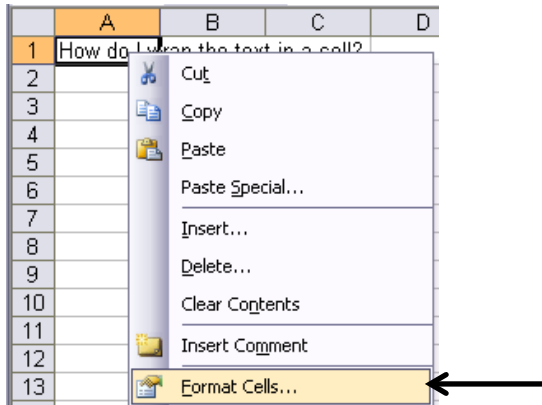 A B C D
1 How do I wrap the text in a cell?
2
Cut
3
Copy
4
Paste
5
6
Paste Special...
7
Insert...
8
9
Delete...
10
Clear Contents
11
Insert Comment
12
13
Format Cells...